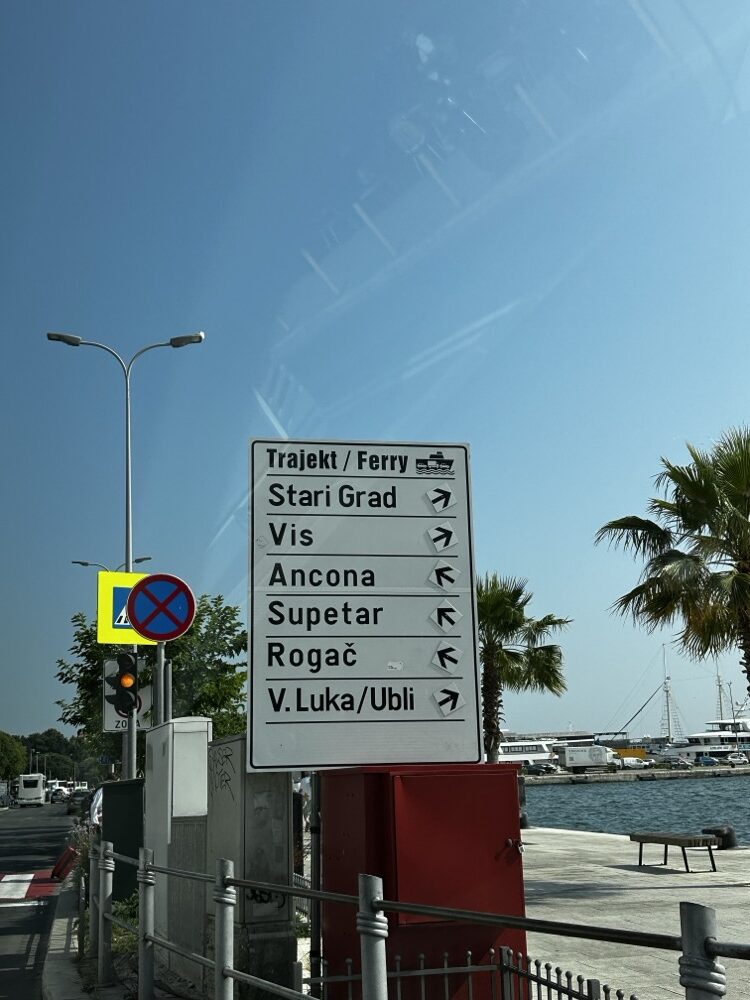 Trajekt / Ferry
Stari Grad
Vis
Ancona
Supetar
Rogač
V.Luka/Ubli